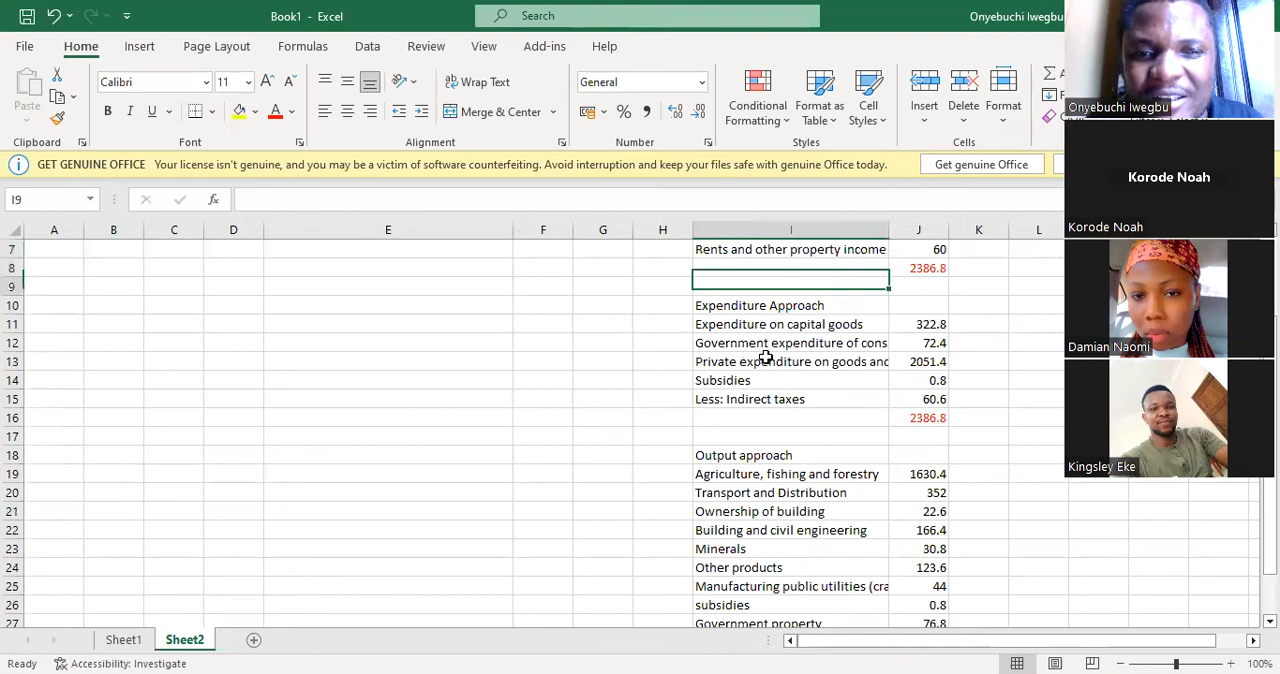 Book1 - Excel
Search
Onyebuchi Iwegbu
File Home Insert Page Layout Formulas Data Review View Add-ins Help
Paste
Calibri 11
B I U A
Wrap Text
Merge & Center
General
% ,
Conditional Formatting
Format as Table
Cell Styles
Insert
Delete
Format
Clipboard Font Alignment Number Styles Cells
GET GENUINE OFFICE Your license isn't genuine, and you may be a victim of software counterfeiting. Avoid interruption and keep your files safe with genuine Office today. Get genuine Office
I9 fx
A B C D E F G H I J K L
7 Rents and other property income 60
8 2386.8
9
10 Expenditure Approach
11 Expenditure on capital goods 322.8
12 Government expenditure of cons 72.4
13 Private expenditure on goods and 2051.4
14 Subsidies 0.8
15 Less: Indirect taxes 60.6
16 2386.8
17
18 Output approach
19 Agriculture, fishing and forestry 1630.4
20 Transport and Distribution 352
21 Ownership of building 22.6
22 Building and civil engineering 166.4
23 Minerals 30.8
24 Other products 123.6
25 Manufacturing public utilities (cra 44
26 subsidies 0.8
27 Government property 76.8
Sheet1 Sheet2
Ready Accessibility: Investigate 100%
Onyebuchi Iwegbu
Korode Noah
Korode Noah
Damian Naomi
Kingsley Eke